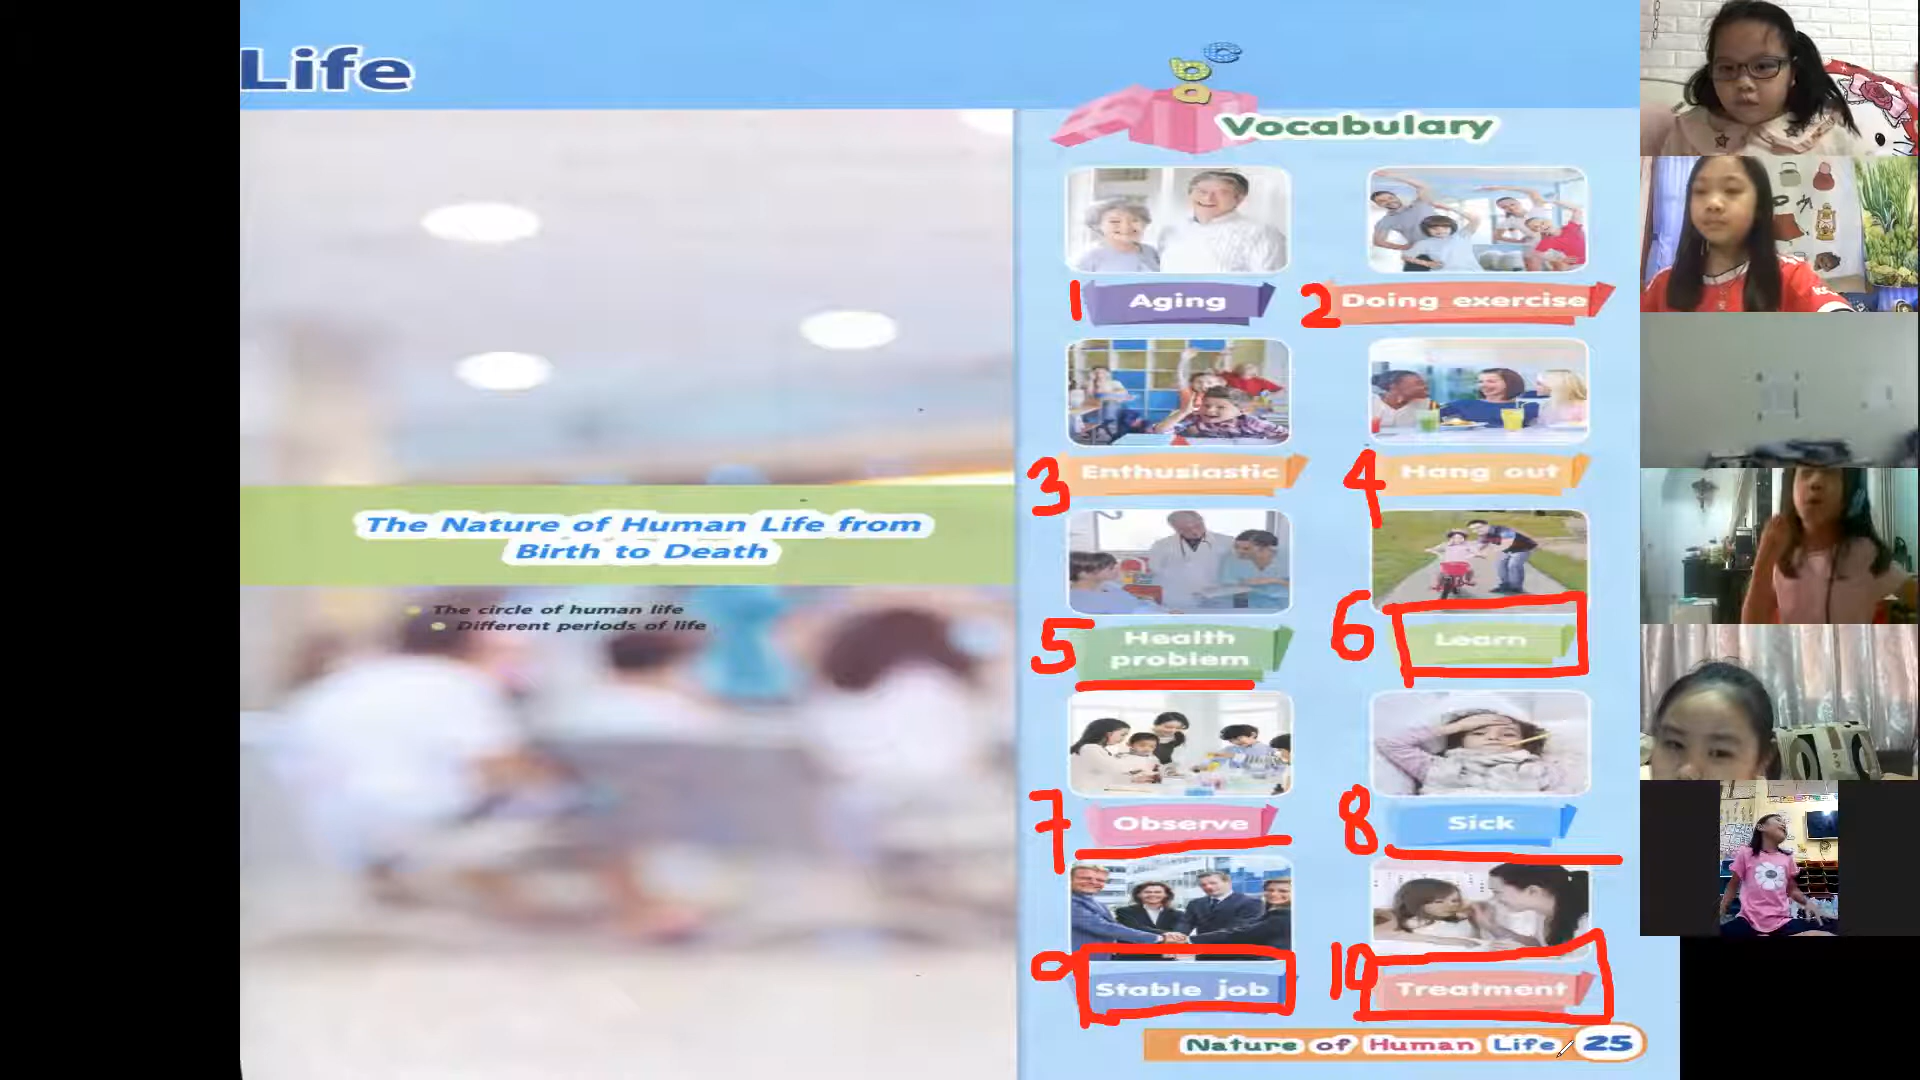 Life
The Nature of Human Life from
Birth to Death
The circle of human life
Different periods of life
abc
Vocabulary
1 Aging
2 Doing exercise
3 Enthusiastic
4 Hang out
5 Health
problem
6 Learn
7 Observe
8 Sick
9 Stable job
10 Treatment
Nature of Human Life 25